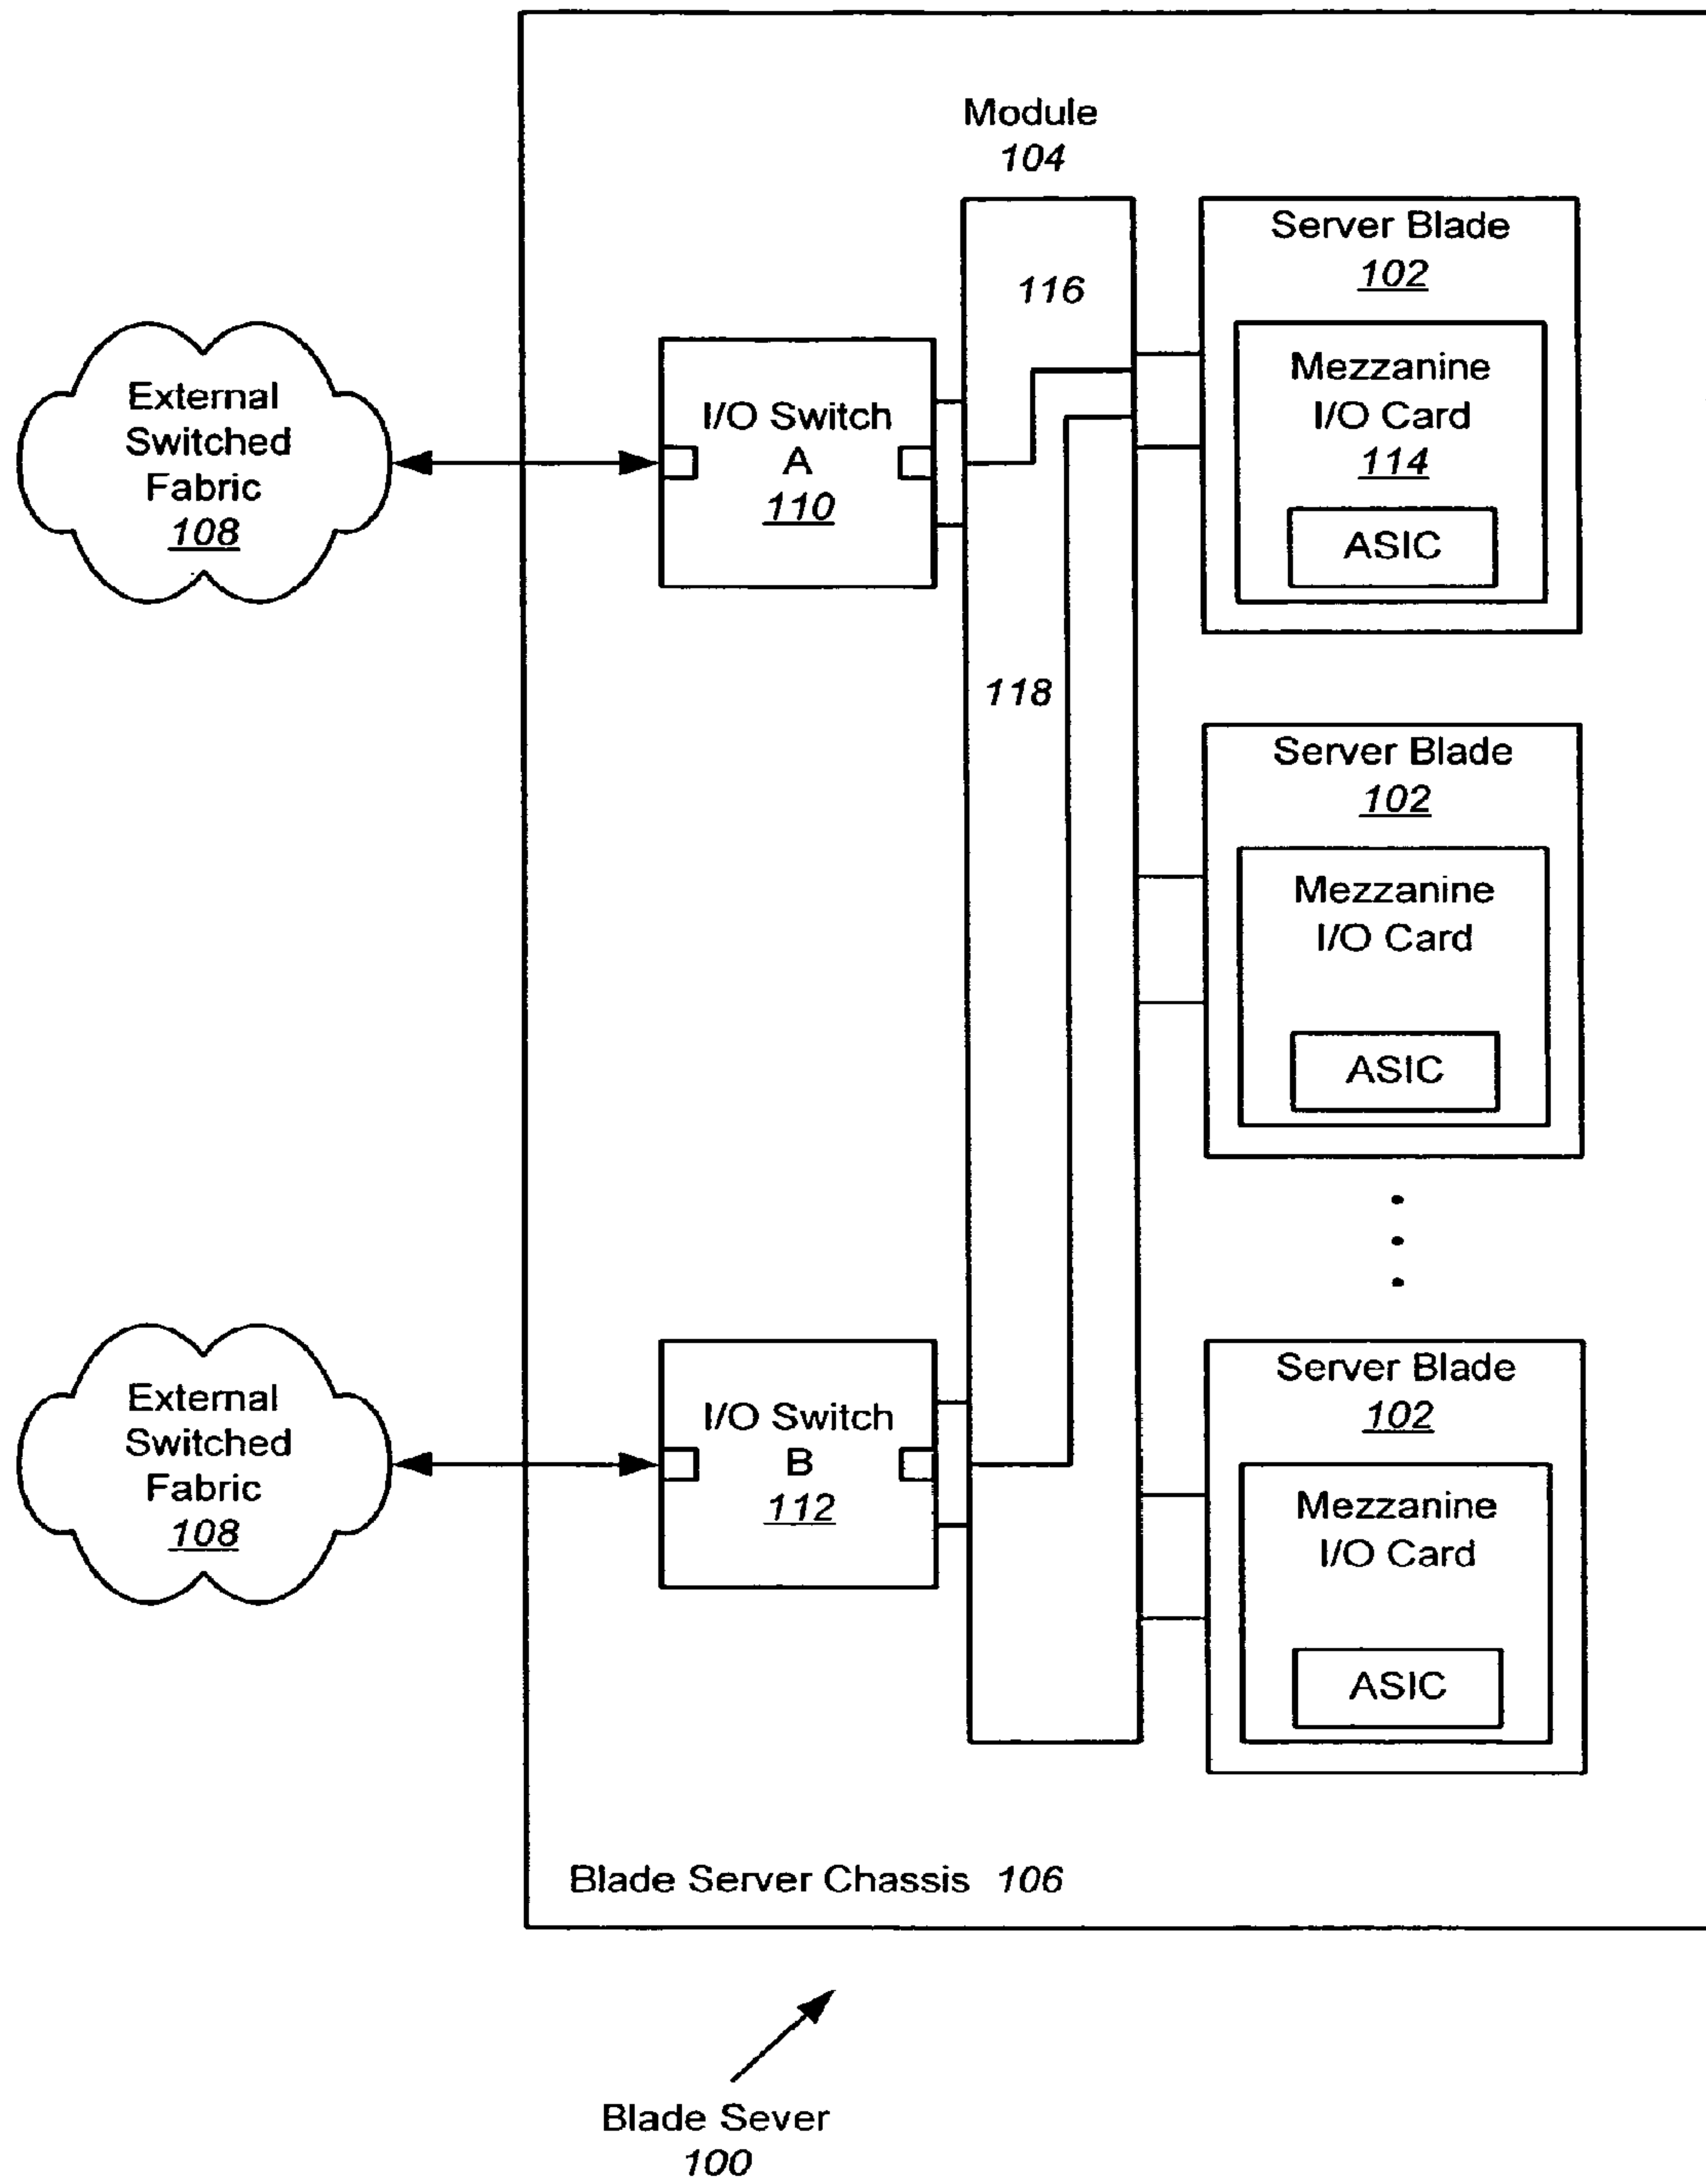 Module
104
116
118
Server Blade
102
Mezzanine
I/O Card
114
ASIC
External
Switched
Fabric
108
I/O Switch
A
110
Server Blade
102
Mezzanine
I/O Card
ASIC
External
Switched
Fabric
108
I/O Switch
B
112
Server Blade
102
Mezzanine
I/O Card
ASIC
Blade Server Chassis 106
Blade Sever
100